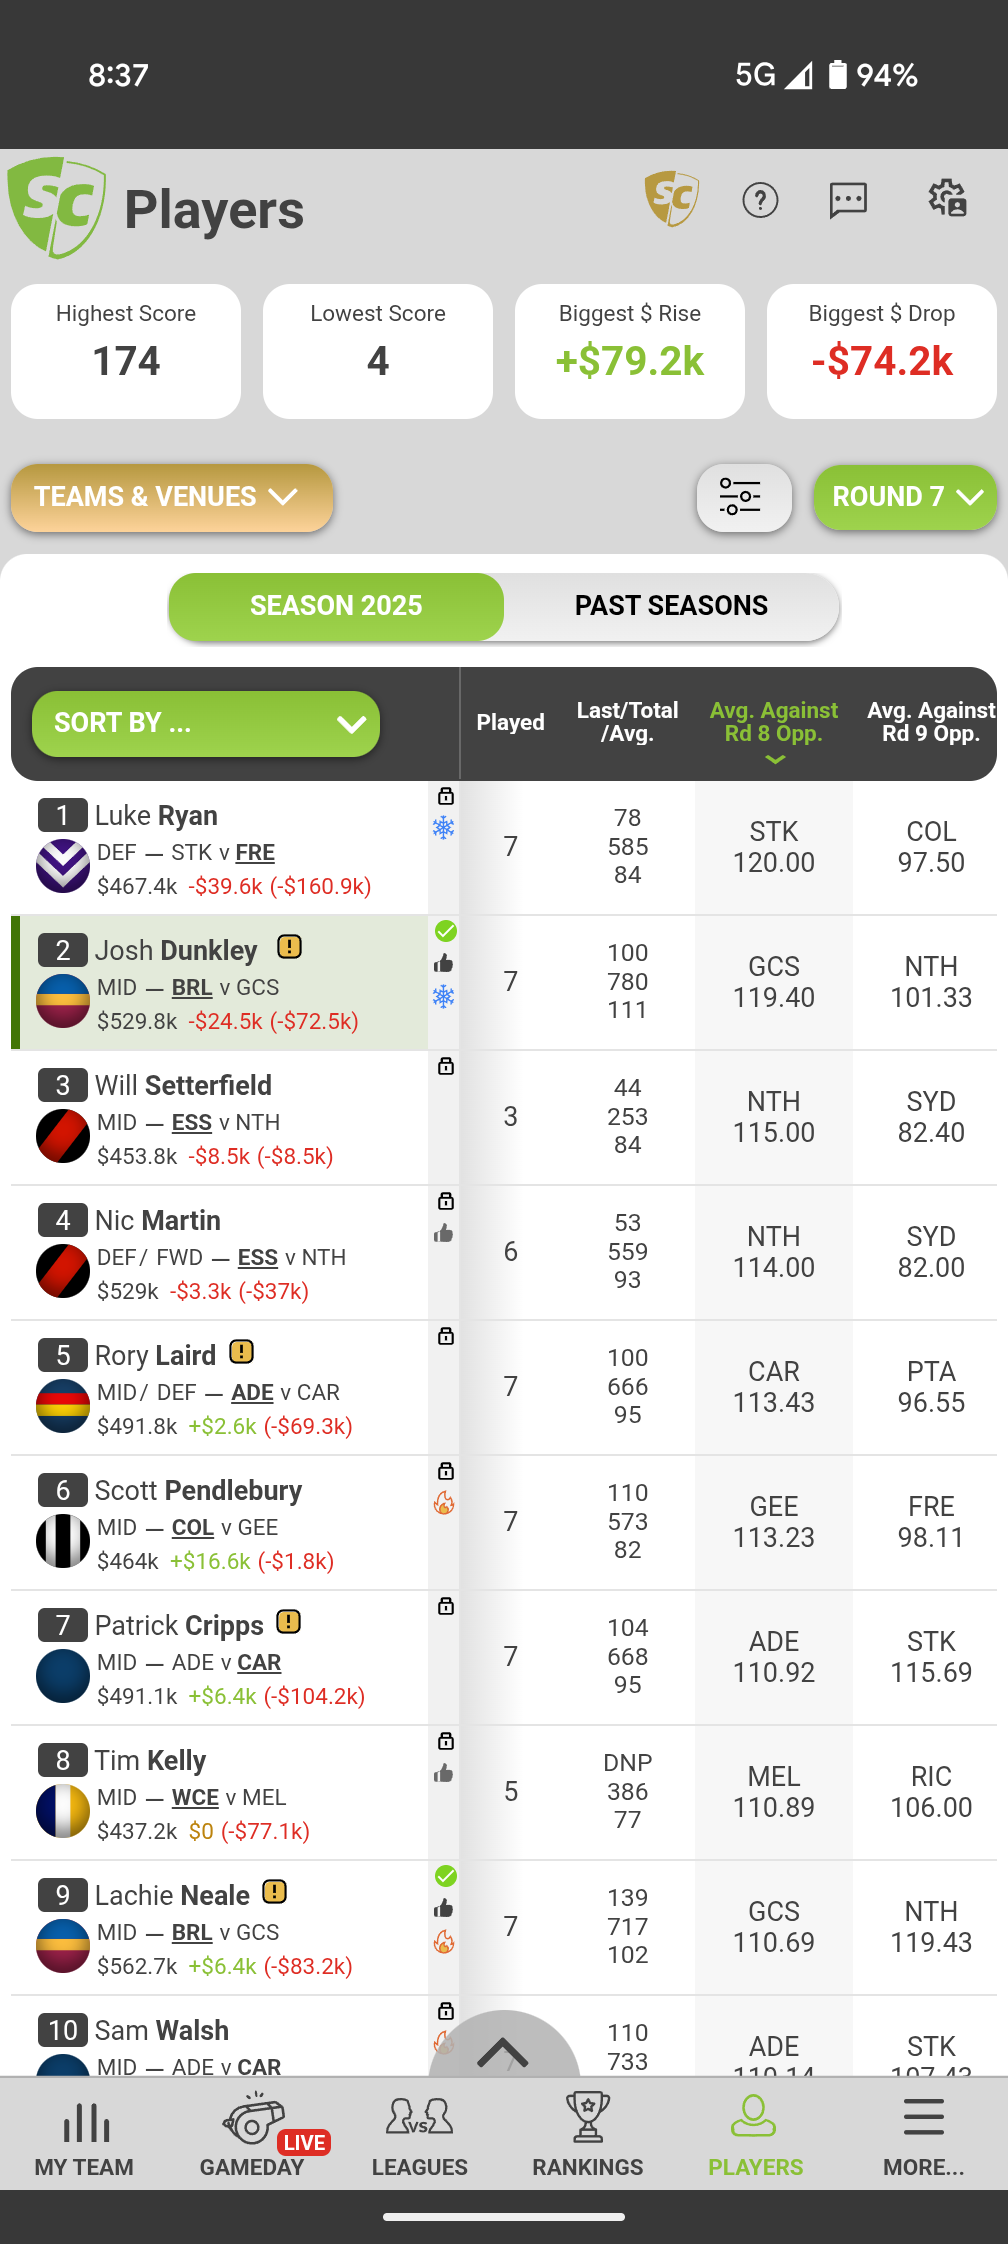 8:37
5G 94%
SC Players SC ?
Highest Score
174
Lowest Score
4
Biggest $ Rise
+$79.2k
Biggest $ Drop
-$74.2k
TEAMS & VENUES
ROUND 7
SEASON 2025
PAST SEASONS
SORT BY ...
Played
Last/Total
/Avg.
Avg. Against
Rd 8 Opp.
Avg. Against
Rd 9 Opp.
1 Luke Ryan
DEF — STK v FRE
$467.4k -$39.6k (-$160.9k)
7
78
585
84
STK
120.00
COL
97.50
2 Josh Dunkley !
MID — BRL v GCS
$529.8k -$24.5k (-$72.5k)
7
100
780
111
GCS
119.40
NTH
101.33
3 Will Setterfield
MID — ESS v NTH
$453.8k -$8.5k (-$8.5k)
3
44
253
84
NTH
115.00
SYD
82.40
4 Nic Martin
DEF/ FWD — ESS v NTH
$529k -$3.3k (-$37k)
6
53
559
93
NTH
114.00
SYD
82.00
5 Rory Laird !
MID/ DEF — ADE v CAR
$491.8k +$2.6k (-$69.3k)
7
100
666
95
CAR
113.43
PTA
96.55
6 Scott Pendlebury
MID — COL v GEE
$464k +$16.6k (-$1.8k)
7
110
573
82
GEE
113.23
FRE
98.11
7 Patrick Cripps !
MID — ADE v CAR
$491.1k +$6.4k (-$104.2k)
7
104
668
95
ADE
110.92
STK
115.69
8 Tim Kelly
MID — WCE v MEL
$437.2k $0 (-$77.1k)
5
DNP
386
77
MEL
110.89
RIC
106.00
9 Lachie Neale !
MID — BRL v GCS
$562.7k +$6.4k (-$83.2k)
7
139
717
102
GCS
110.69
NTH
119.43
10 Sam Walsh
MID — ADE v CAR
110
733
ADE
110.14
STK
107.43
MY TEAM
LIVE
GAMEDAY
VS
LEAGUES
RANKINGS
PLAYERS
MORE...